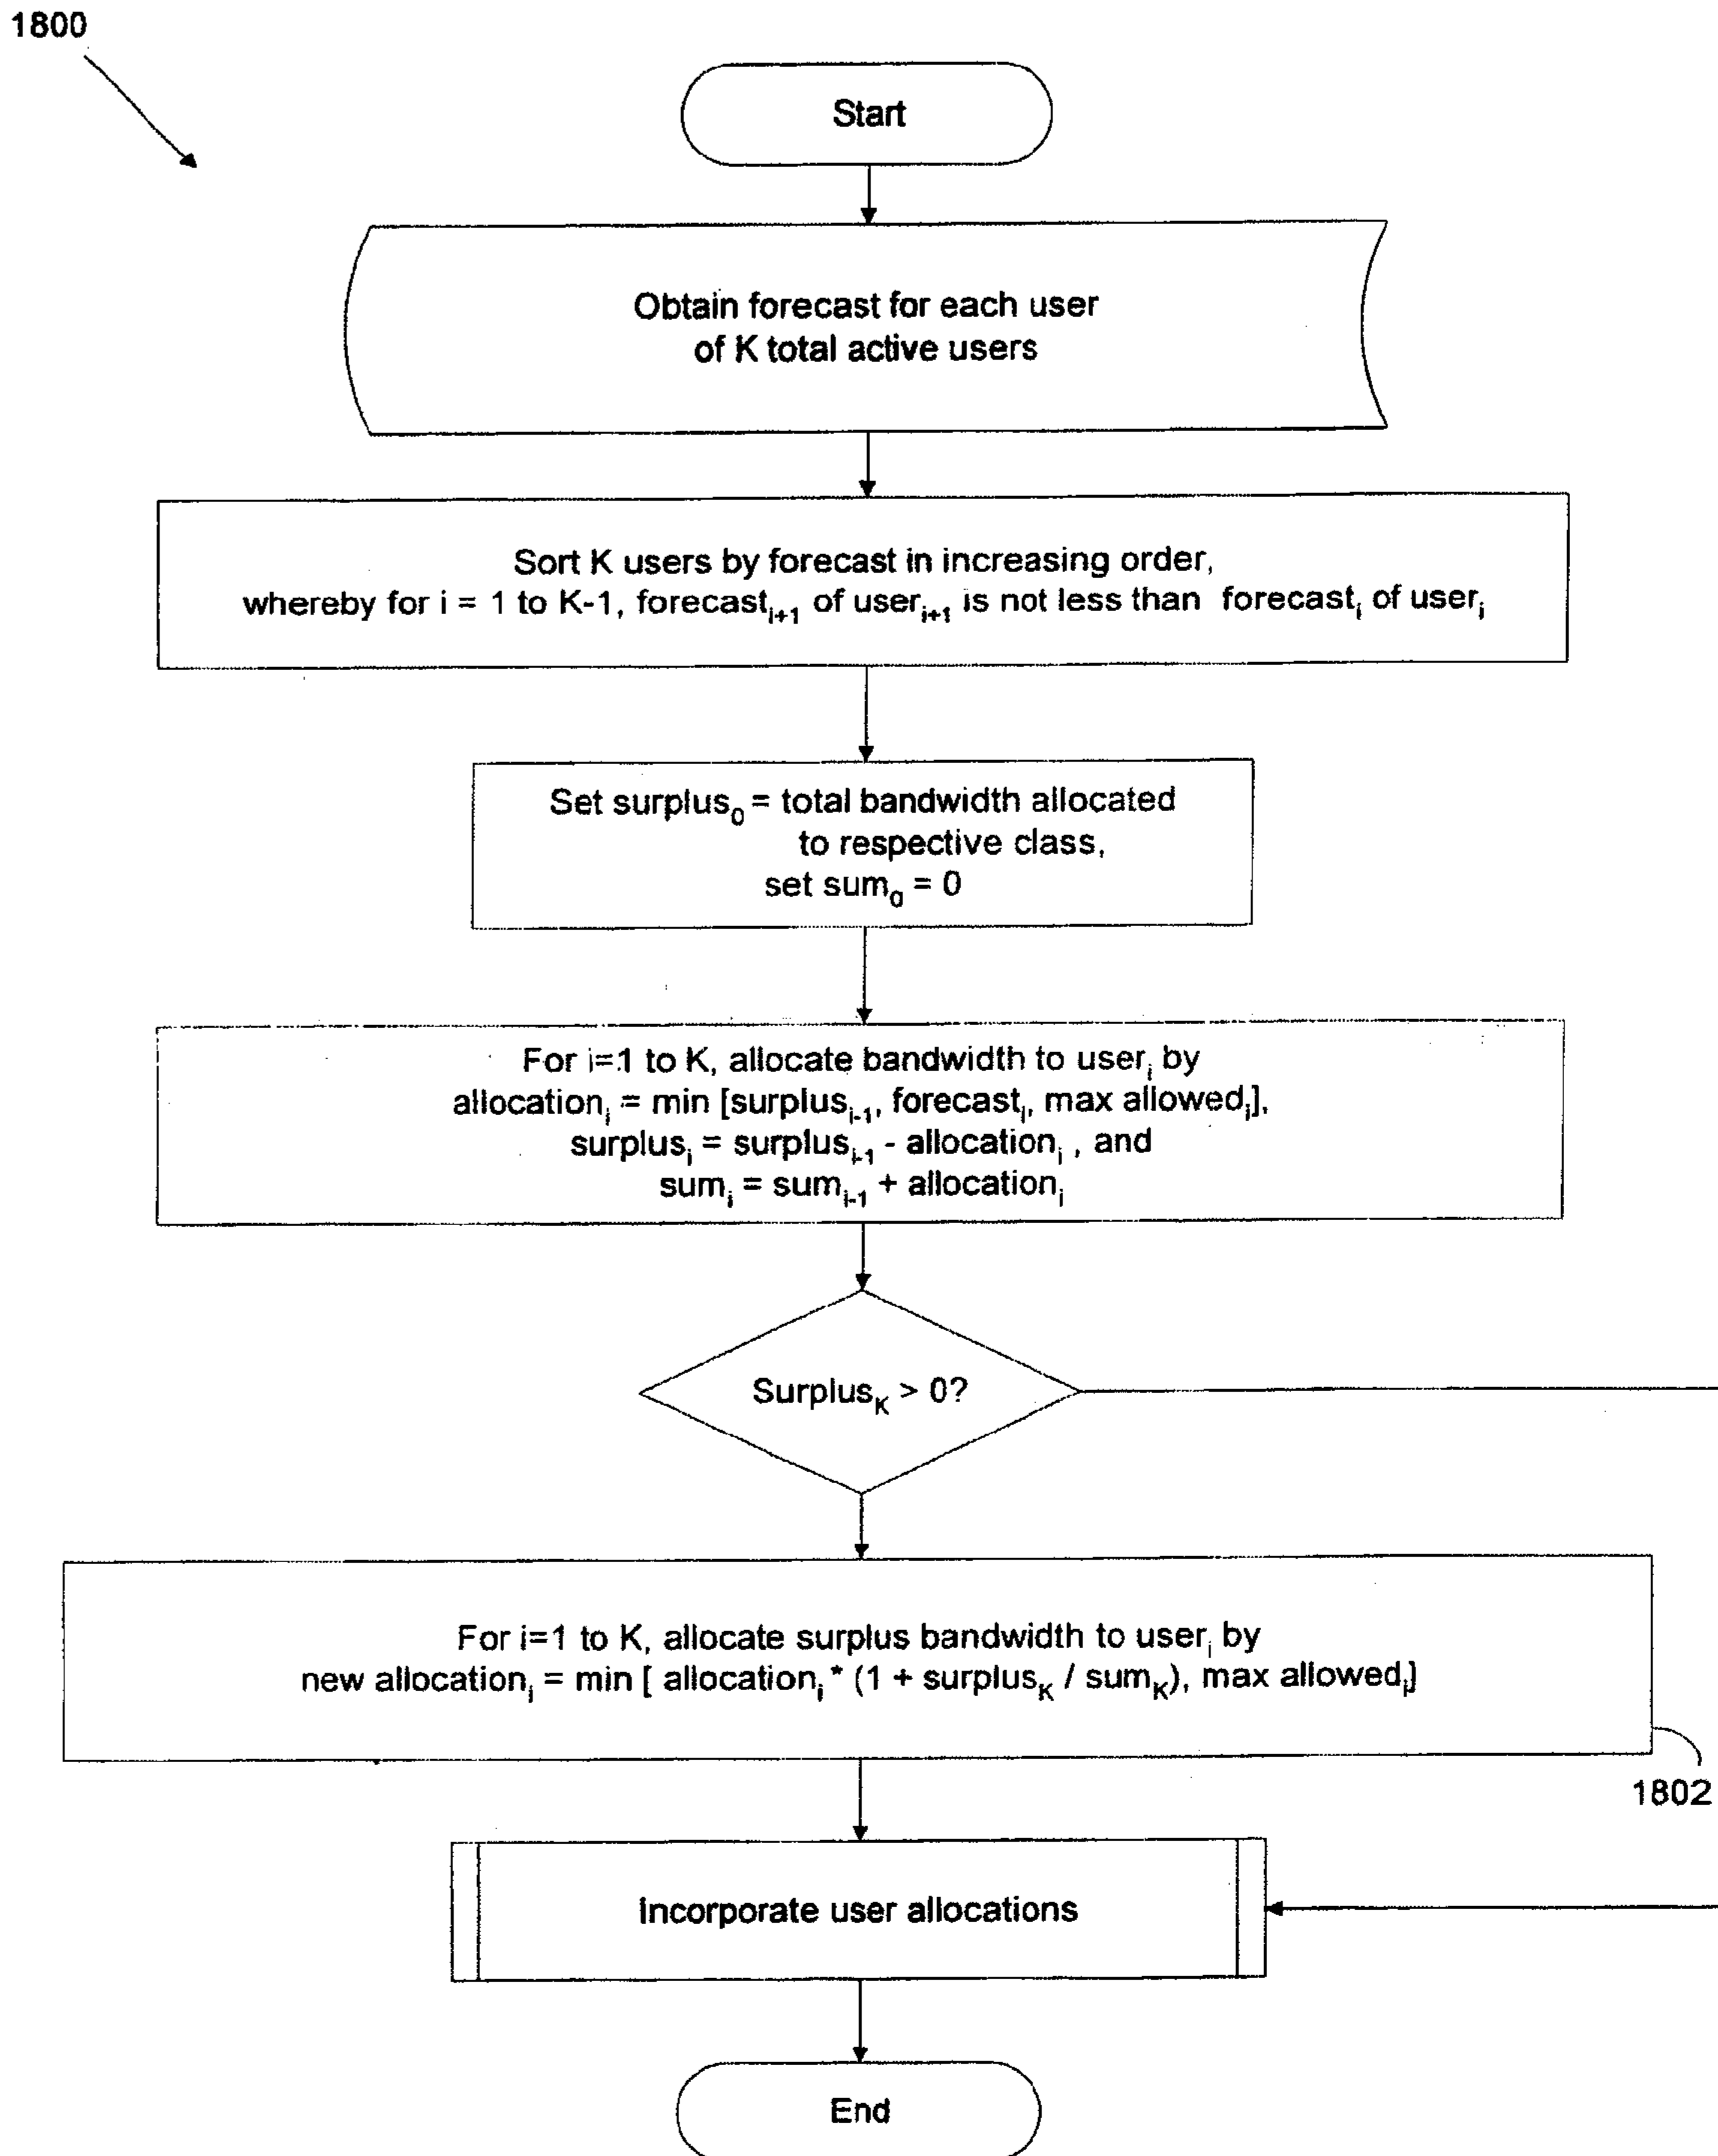 1800
Start
Obtain forecast for each user
of K total active users
Sort K users by forecast in increasing order,
whereby for i = 1 to K-1, forecastᵢ₊₁ of userᵢ₊₁ is not less than forecastᵢ of userᵢ
Set surplus₀ = total bandwidth allocated
to respective class,
set sum₀ = 0
For i=1 to K, allocate bandwidth to userᵢ by
allocationᵢ = min [surplusᵢ₋₁, forecastᵢ, max allowedᵢ],
surplusᵢ = surplusᵢ₋₁ - allocationᵢ , and
sumᵢ = sumᵢ₋₁ + allocationᵢ
Surplus_K > 0?
For i=1 to K, allocate surplus bandwidth to userᵢ by
new allocationᵢ = min [ allocationᵢ * (1 + surplus_K / sum_K), max allowedᵢ]
1802
Incorporate user allocations
End